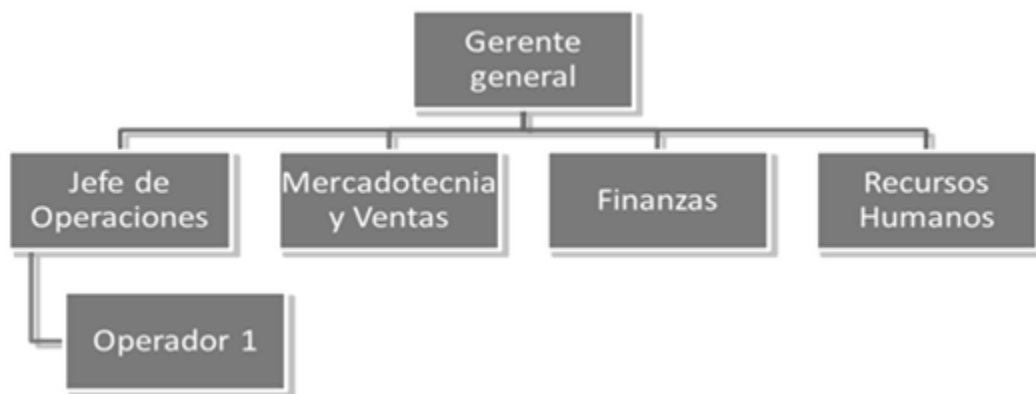 Gerente
general
Jefe de
Operaciones
Mercadotecnia
y Ventas
Finanzas
Recursos
Humanos
Operador 1